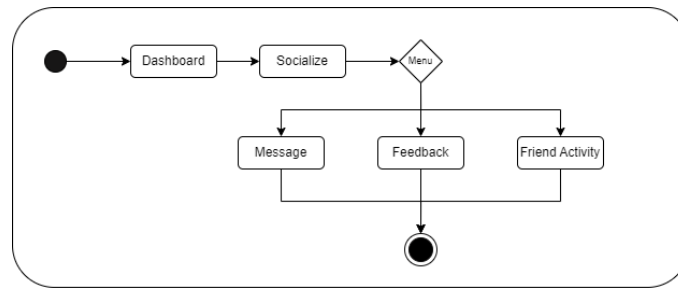 Dashboard
Socialize
Menu
Message
Feedback
Friend Activity